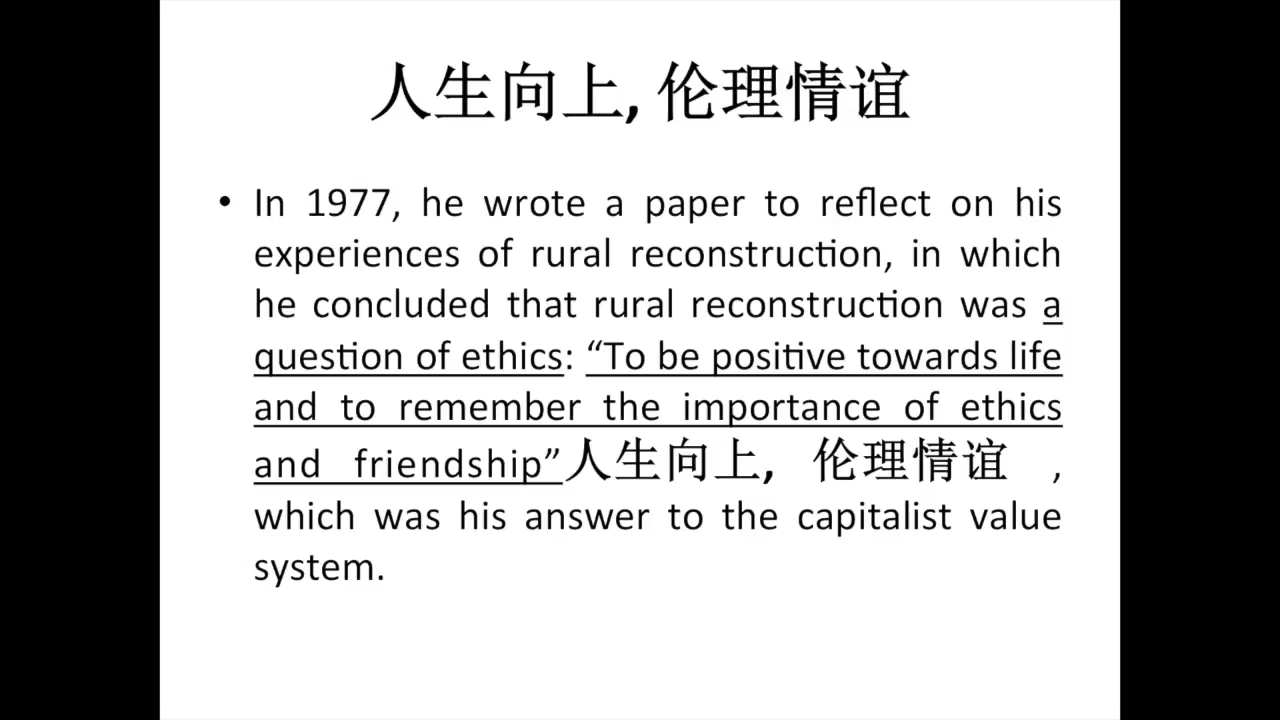 人生向上, 伦理情谊
• In 1977, he wrote a paper to reflect on his
experiences of rural reconstruction, in which
he concluded that rural reconstruction was a
question of ethics: “To be positive towards life
and to remember the importance of ethics
and friendship”人生向上, 伦理情谊 ,
which was his answer to the capitalist value
system.